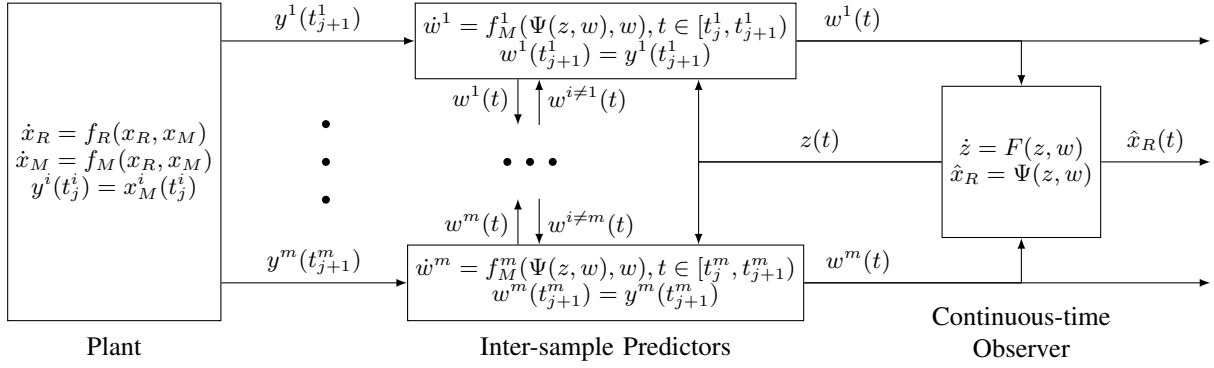 ẋ_R = f_R(x_R, x_M)
ẋ_M = f_M(x_R, x_M)
y^i(t^i_j) = x^i_M(t^i_j)
Plant
y^1(t^1_{j+1})
y^m(t^m_{j+1})
ẇ^1 = f^1_M(Ψ(z, w), w), t ∈ [t^1_j, t^1_{j+1})
w^1(t^1_{j+1}) = y^1(t^1_{j+1})
w^1(t)
w^{i≠1}(t)
w^m(t)
w^{i≠m}(t)
ẇ^m = f^m_M(Ψ(z, w), w), t ∈ [t^m_j, t^m_{j+1})
w^m(t^m_{j+1}) = y^m(t^m_{j+1})
Inter-sample Predictors
w^1(t)
z(t)
w^m(t)
ż = F(z, w)
x̂_R = Ψ(z, w)
x̂_R(t)
Continuous-time
Observer